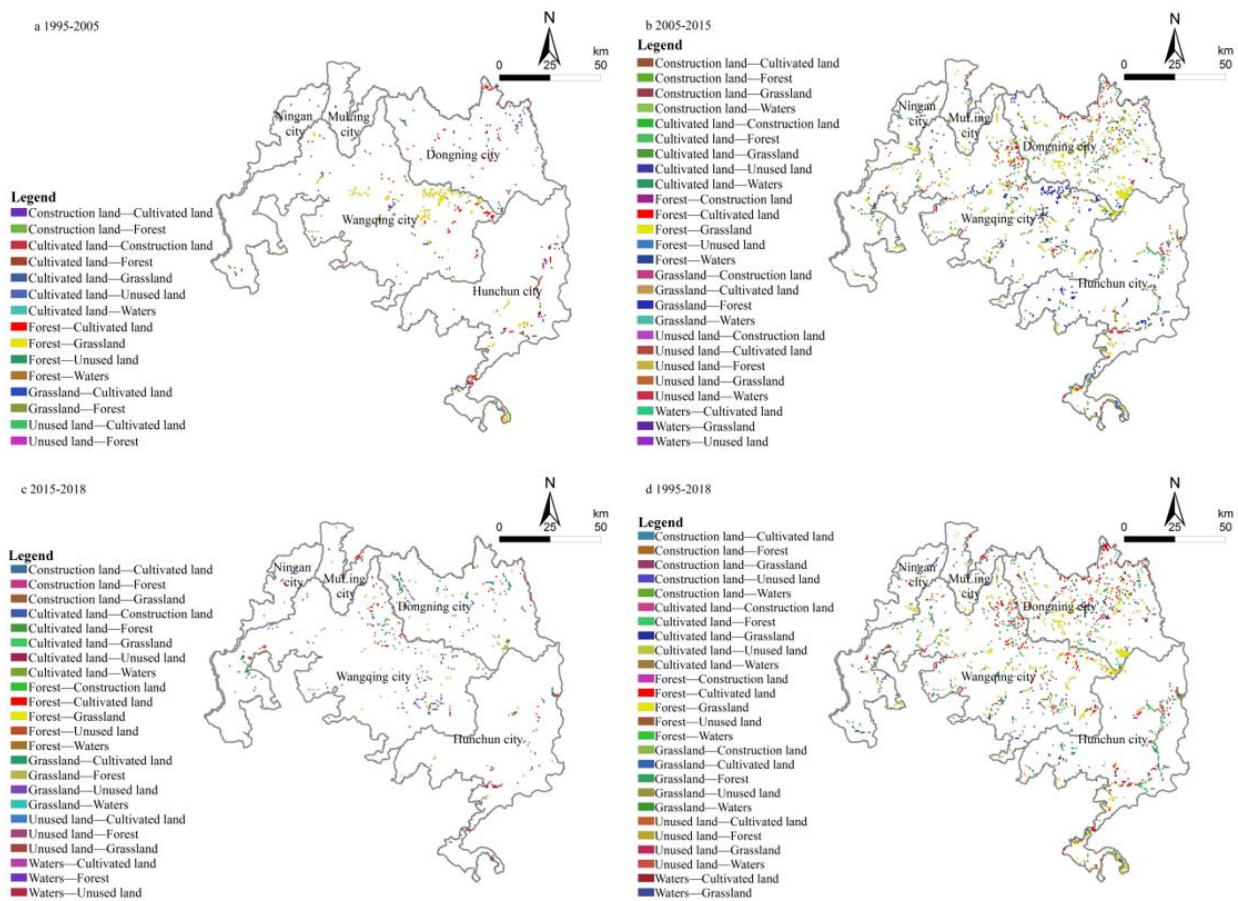 a 1995-2005
N
km
0 25 50
Legend
Construction land—Cultivated land
Construction land—Forest
Cultivated land—Construction land
Cultivated land—Forest
Cultivated land—Grassland
Cultivated land—Unused land
Cultivated land—Waters
Forest—Cultivated land
Forest—Grassland
Forest—Unused land
Forest—Waters
Grassland—Cultivated land
Grassland—Forest
Unused land—Cultivated land
Unused land—Forest
Ningan
city
MuLing
city
Dongning city
Wangqing city
Hunchun city
b 2005-2015
N
km
0 25 50
Legend
Construction land—Cultivated land
Construction land—Forest
Construction land—Grassland
Construction land—Waters
Cultivated land—Construction land
Cultivated land—Forest
Cultivated land—Grassland
Cultivated land—Unused land
Cultivated land—Waters
Forest—Construction land
Forest—Cultivated land
Forest—Grassland
Forest—Unused land
Forest—Waters
Grassland—Construction land
Grassland—Cultivated land
Grassland—Forest
Grassland—Waters
Unused land—Construction land
Unused land—Cultivated land
Unused land—Forest
Unused land—Grassland
Unused land—Waters
Waters—Cultivated land
Waters—Grassland
Waters—Unused land
Ningan
city
MuLing
city
Dongning city
Wangqing city
Hunchun city
c 2015-2018
N
km
0 25 50
Legend
Construction land—Cultivated land
Construction land—Forest
Construction land—Grassland
Cultivated land—Construction land
Cultivated land—Forest
Cultivated land—Grassland
Cultivated land—Unused land
Cultivated land—Waters
Forest—Construction land
Forest—Cultivated land
Forest—Grassland
Forest—Unused land
Forest—Waters
Grassland—Cultivated land
Grassland—Forest
Grassland—Unused land
Grassland—Waters
Unused land—Cultivated land
Unused land—Forest
Unused land—Grassland
Waters—Cultivated land
Waters—Forest
Waters—Unused land
Ningan
city
MuLing
city
Dongning city
Wangqing city
Hunchun city
d 1995-2018
N
km
0 25 50
Legend
Construction land—Cultivated land
Construction land—Forest
Construction land—Grassland
Construction land—Unused land
Construction land—Waters
Cultivated land—Construction land
Cultivated land—Forest
Cultivated land—Grassland
Cultivated land—Unused land
Cultivated land—Waters
Forest—Construction land
Forest—Cultivated land
Forest—Grassland
Forest—Unused land
Forest—Waters
Grassland—Construction land
Grassland—Cultivated land
Grassland—Forest
Grassland—Unused land
Grassland—Waters
Unused land—Cultivated land
Unused land—Forest
Unused land—Grassland
Unused land—Waters
Waters—Cultivated land
Waters—Grassland
Ningan
city
MuLing
city
Dongning city
Wangqing city
Hunchun city